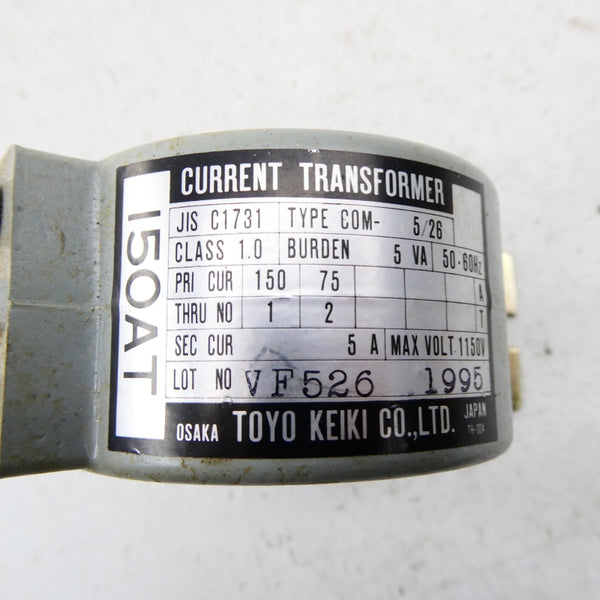 CURRENT TRANSFORMER
150AT
JIS C1731 TYPE COM- 5/26
CLASS 1.0 BURDEN 5 VA 50-60Hz
PRI CUR 150 75 A
THRU NO 1 2 T
SEC CUR 5 A MAX VOLT 1150V
LOT NO VF526 1995
OSAKA TOYO KEIKI CO.,LTD. JAPAN